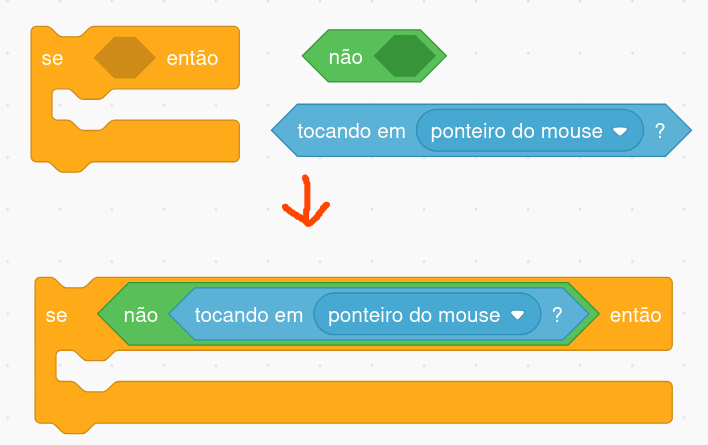 se então
não
tocando em ponteiro do mouse ?
se não tocando em ponteiro do mouse ? então